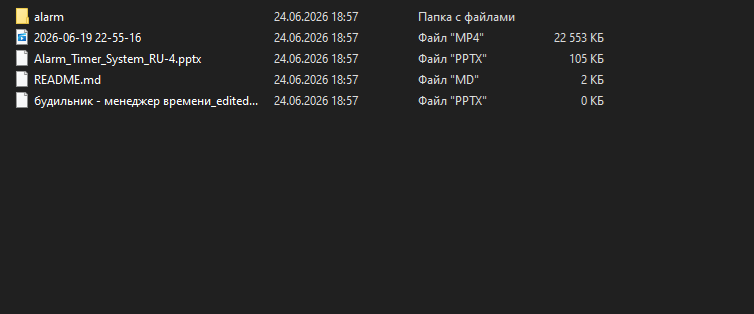 alarm 24.06.2026 18:57 Папка с файлами
2026-06-19 22-55-16 24.06.2026 18:57 Файл "MP4" 22 553 КБ
Alarm_Timer_System_RU-4.pptx 24.06.2026 18:57 Файл "PPTX" 105 КБ
README.md 24.06.2026 18:57 Файл "MD" 2 КБ
будильник - менеджер времени_edited... 24.06.2026 18:57 Файл "PPTX" 0 КБ